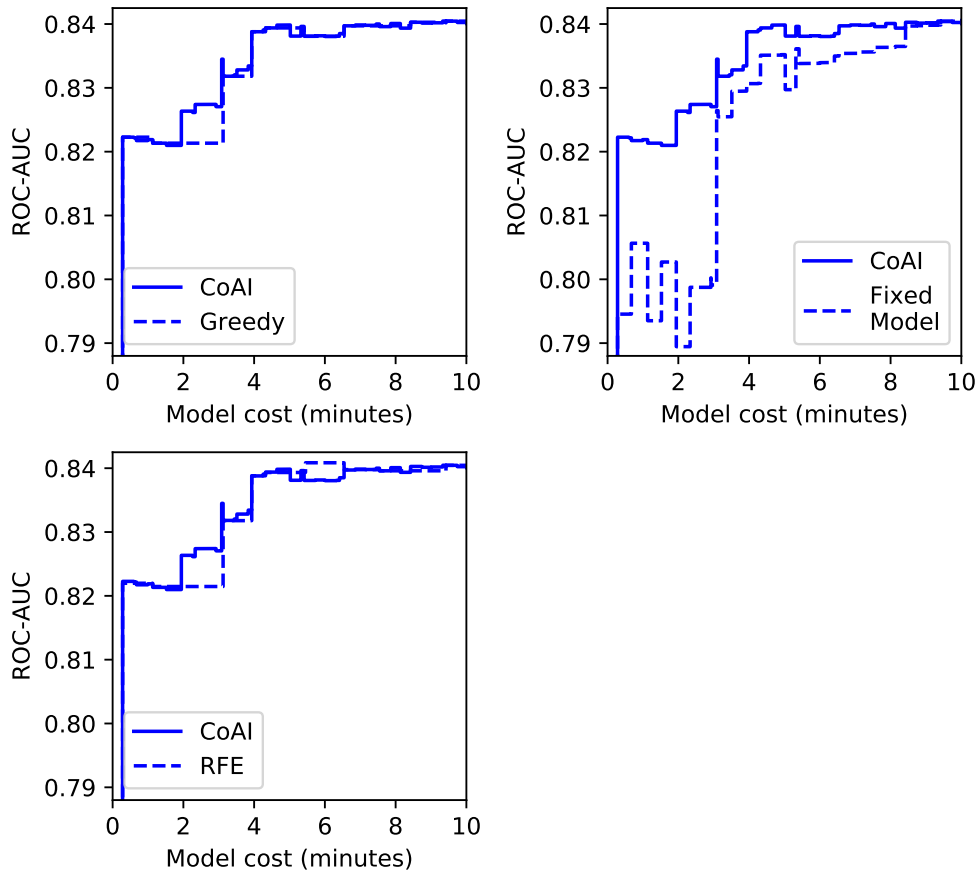 0.84
0.83
0.82
0.81
0.80
0.79
ROC-AUC
CoAI
Greedy
0 2 4 6 8 10
Model cost (minutes)
0.84
0.83
0.82
0.81
0.80
0.79
ROC-AUC
CoAI
Fixed
Model
0 2 4 6 8 10
Model cost (minutes)
0.84
0.83
0.82
0.81
0.80
0.79
ROC-AUC
CoAI
RFE
0 2 4 6 8 10
Model cost (minutes)